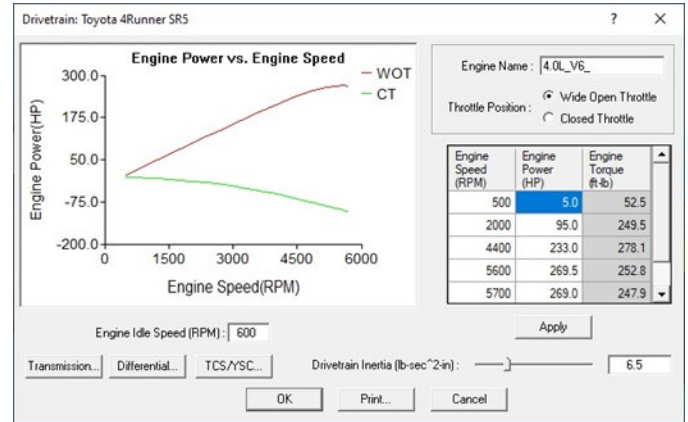 Drivetrain: Toyota 4Runner SR5
?
Engine Power vs. Engine Speed
WOT
CT
Engine Power(HP)
300.0
175.0
50.0
-75.0
-200.0
0 1500 3000 4500 6000
Engine Speed(RPM)
Engine Name : 4.0L_V6_
Throttle Position :
Wide Open Throttle
Closed Throttle
Engine Speed (RPM) Engine Power (HP) Engine Torque (ft-lb)
500 5.0 52.5
2000 95.0 249.5
4400 233.0 278.1
5600 269.5 252.8
5700 269.0 247.9
Apply
Engine Idle Speed (RPM) : 600
Transmission... Differential... TCS/YSC... Drivetrain Inertia (lb-sec^2-in) : 6.5
OK Print... Cancel